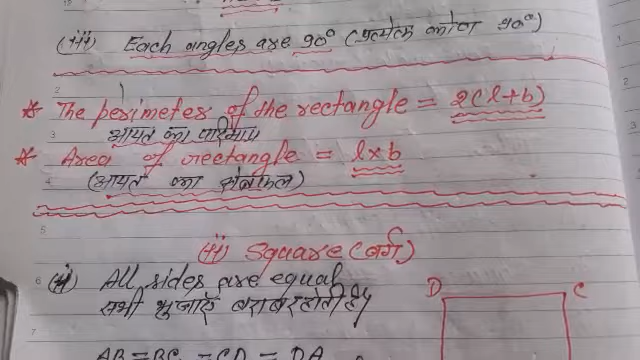 (iii) Each angles are 90° (प्रत्येक कोण 90°)
* The perimeter of the rectangle = 2(l+b)
आयत का परिमाप
* Area of rectangle = l×b
(आयत का क्षेत्रफल)
(ii) Square (वर्ग)
All sides are equal
सभी भुजाएँ बराबर होती हैं।
D C
AB = BC = CD = DA